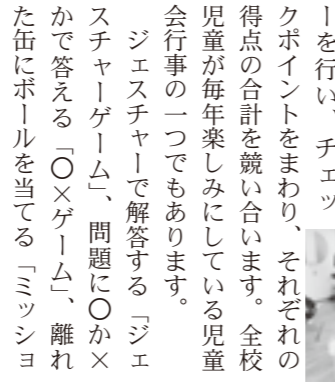 ーを行い、チェッ
クポイントをまわり、それぞれの
得点の合計を競い合います。全校
児童が毎年楽しみにしている児童
会行事の一つでもあります。
ジェスチャーで解答する「ジェ
スチャーゲーム」、問題に〇か×
かで答える「〇×ゲーム」、離れ
た缶にボールを当てる「ミッショ